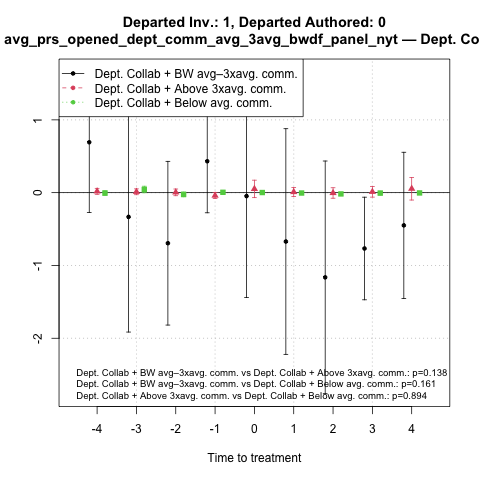 Departed Inv.: 1, Departed Authored: 0
avg_prs_opened_dept_comm_avg_3avg_bwdf_panel_nyt — Dept. Co
Dept. Collab + BW avg–3xavg. comm.
Dept. Collab + Above 3xavg. comm.
Dept. Collab + Below avg. comm.
1
0
-1
-2
Dept. Collab + BW avg–3xavg. comm. vs Dept. Collab + Above 3xavg. comm.: p=0.138
Dept. Collab + BW avg–3xavg. comm. vs Dept. Collab + Below avg. comm.: p=0.161
Dept. Collab + Above 3xavg. comm. vs Dept. Collab + Below avg. comm.: p=0.894
-4 -3 -2 -1 0 1 2 3 4
Time to treatment